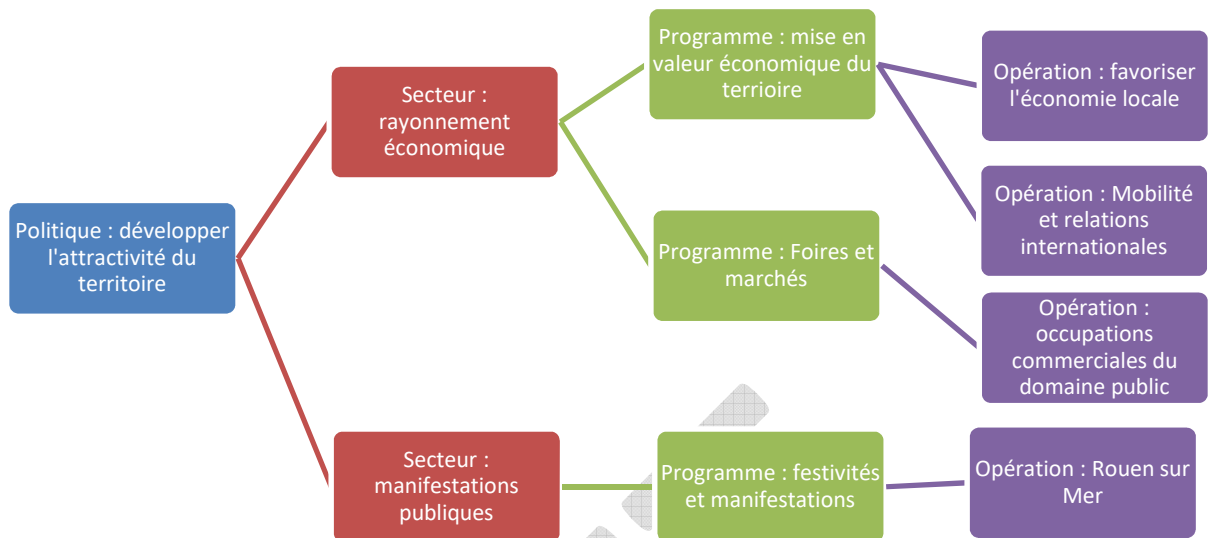 Politique : développer
l'attractivité du
territoire
Secteur :
rayonnement
économique
Secteur :
manifestations
publiques
Programme : mise en
valeur économique du
terrioire
Programme : Foires et
marchés
Programme : festivités
et manifestations
Opération : favoriser
l'économie locale
Opération : Mobilité
et relations
internationales
Opération :
occupations
commerciales du
domaine public
Opération : Rouen sur
Mer